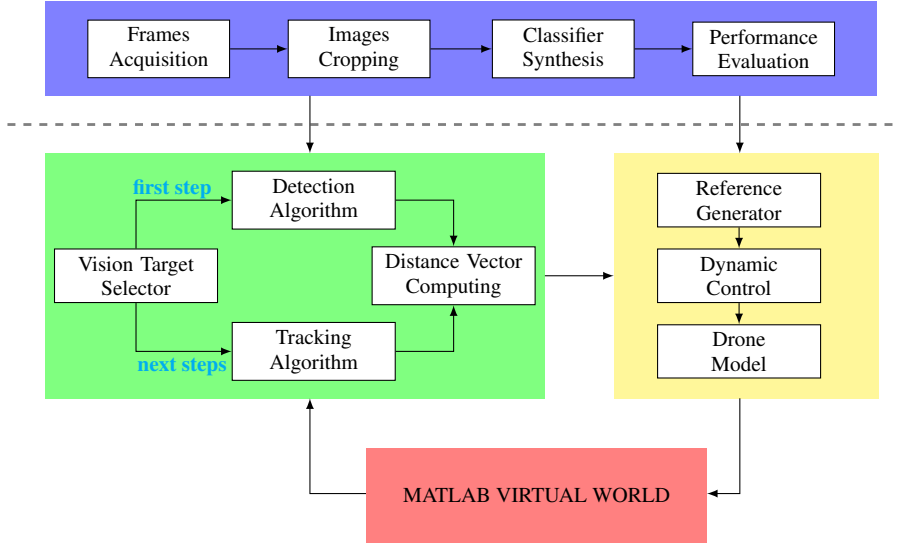 Frames
Acquisition
Images
Cropping
Classifier
Synthesis
Performance
Evaluation
first step
Detection
Algorithm
Vision Target
Selector
Distance Vector
Computing
next steps
Tracking
Algorithm
Reference
Generator
Dynamic
Control
Drone
Model
MATLAB VIRTUAL WORLD